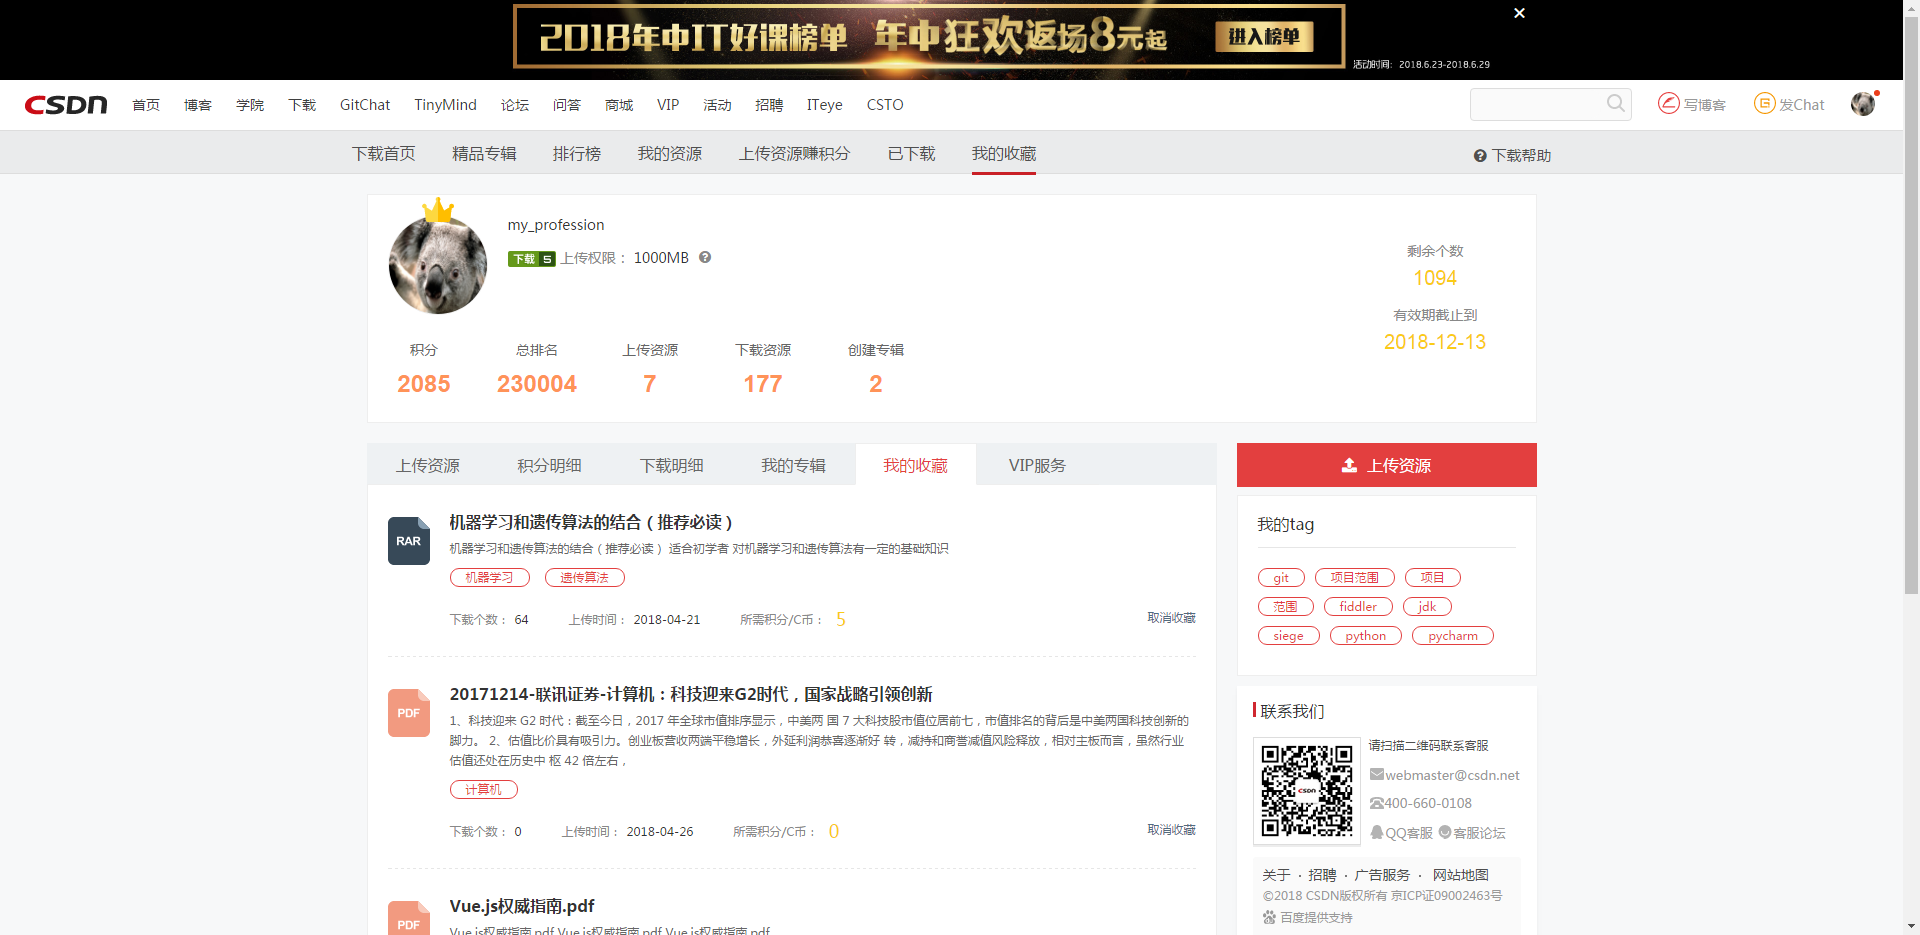 2018年中IT好课榜单 年中狂欢返场8元起 进入榜单
活动时间：2018.6.23-2018.6.29
CSDN 首页 博客 学院 下载 GitChat TinyMind 论坛 问答 商城 VIP 活动 招聘 ITeye CSTO 写博客 发Chat
下载首页 精品专辑 排行榜 我的资源 上传资源赚积分 已下载 我的收藏 下载帮助
my_profession
下载 5 上传权限： 1000MB
剩余个数
1094
有效期截止到
2018-12-13
积分 总排名 上传资源 下载资源 创建专辑
2085 230004 7 177 2
上传资源 积分明细 下载明细 我的专辑 我的收藏 VIP服务
RAR
机器学习和遗传算法的结合（推荐必读）
机器学习和遗传算法的结合（推荐必读） 适合初学者 对机器学习和遗传算法有一定的基础知识
机器学习 遗传算法
下载个数： 64 上传时间： 2018-04-21 所需积分/C币： 5 取消收藏
PDF
20171214-联讯证券-计算机：科技迎来G2时代，国家战略引领创新
1、科技迎来 G2 时代：截至今日，2017 年全球市值排序显示，中美两 国 7 大科技股市值位居前七，市值排名的背后是中美两国科技创新的
脚力。 2、估值比价具有吸引力。创业板营收两端平稳增长，外延利润恭喜逐渐好 转，减持和商誉减值风险释放，相对主板而言，虽然行业
估值还处在历史中 枢 42 倍左右，
计算机
下载个数： 0 上传时间： 2018-04-26 所需积分/C币： 0 取消收藏
PDF
Vue.js权威指南.pdf
Vue.js权威指南.pdf Vue.js权威指南.pdf Vue.js权威指南.pdf
上传资源
我的tag
git 项目范围 项目
范围 fiddler jdk
siege python pycharm
联系我们
CSDN
请扫描二维码联系客服
webmaster@csdn.net
400-660-0108
QQ客服 客服论坛
关于 · 招聘 · 广告服务 · 网站地图
©2018 CSDN版权所有 京ICP证09002463号
百度提供支持